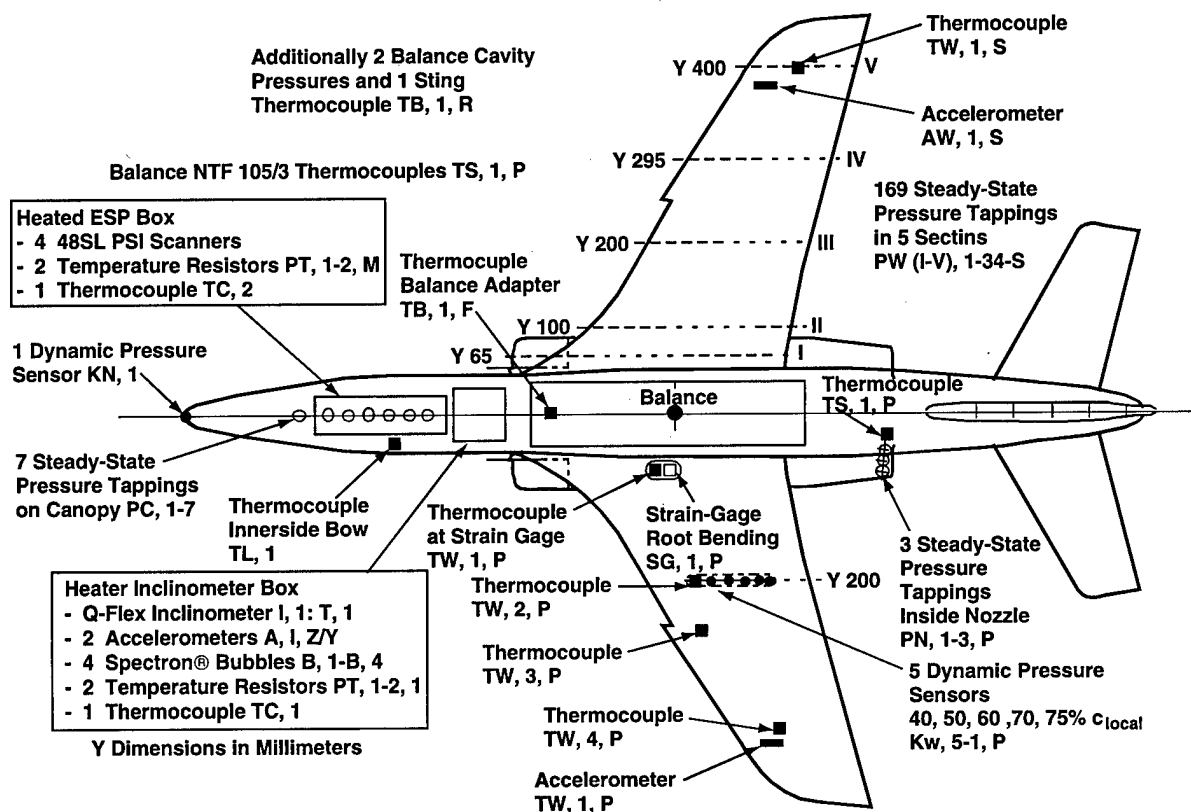 Additionally 2 Balance Cavity
Pressures and 1 Sting
Thermocouple TB, 1, R
Thermocouple
TW, 1, S
Y 400
V
Accelerometer
AW, 1, S
Balance NTF 105/3 Thermocouples TS, 1, P
Y 295
IV
169 Steady-State
Pressure Tappings
in 5 Sectins
PW (I-V), 1-34-S
Heated ESP Box
- 4 48SL PSI Scanners
- 2 Temperature Resistors PT, 1-2, M
- 1 Thermocouple TC, 2
Y 200
III
Thermocuple
Balance Adapter
TB, 1, F
Y 100
II
Y 65
I
1 Dynamic Pressure
Sensor KN, 1
Balance
Thermocouple
TS, 1, P
7 Steady-State
Pressure Tappings
on Canopy PC, 1-7
Thermocouple
Innerside Bow
TL, 1
Thermocouple
at Strain Gage
TW, 1, P
Strain-Gage
Root Bending
SG, 1, P
3 Steady-State
Pressure
Tappings
Inside Nozzle
PN, 1-3, P
Heater Inclinometer Box
- Q-Flex Inclinometer I, 1: T, 1
- 2 Accelerometers A, I, Z/Y
- 4 Spectron® Bubbles B, 1-B, 4
- 2 Temperature Resistors PT, 1-2, 1
- 1 Thermocouple TC, 1
Thermocouple
TW, 2, P
Y 200
Thermocouple
TW, 3, P
5 Dynamic Pressure
Sensors
40, 50, 60 ,70, 75% c local
Kw, 5-1, P
Thermocouple
TW, 4, P
Y Dimensions in Millimeters
Accelerometer
TW, 1, P